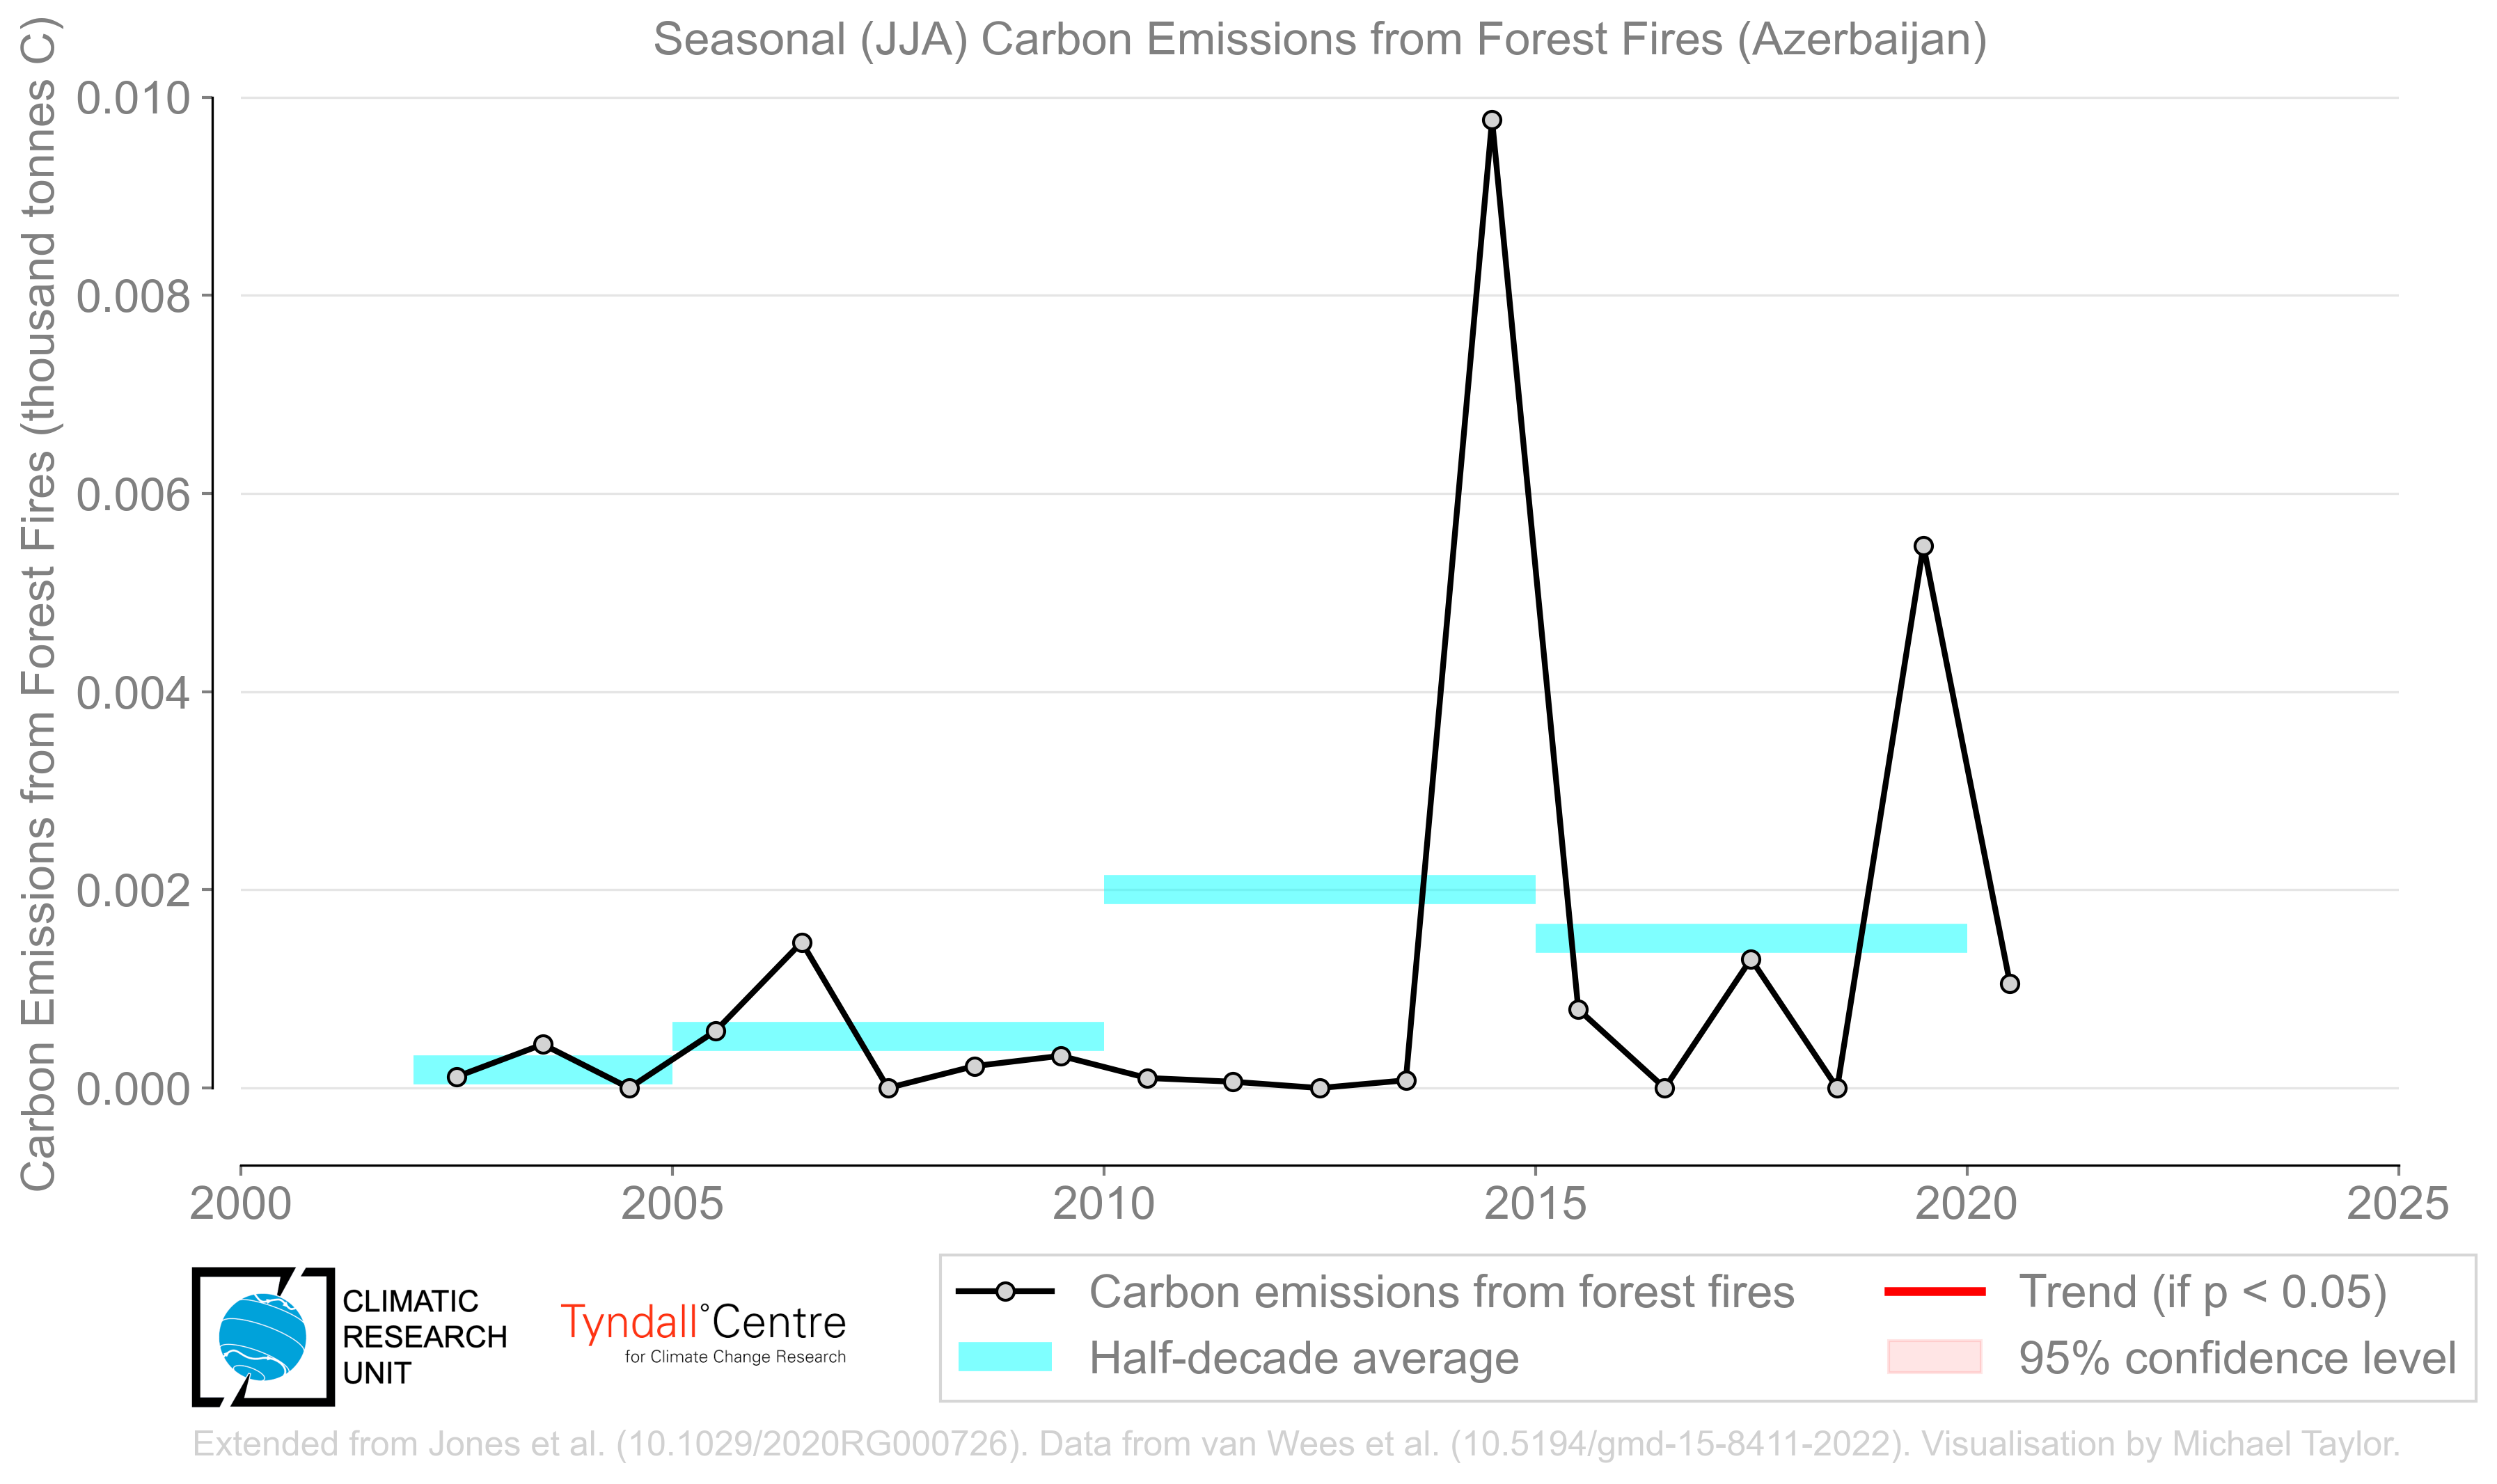 Seasonal (JJA) Carbon Emissions from Forest Fires (Azerbaijan)
Carbon Emissions from Forest Fires (thousand tonnes C)
0.010
0.008
0.006
0.004
0.002
0.000
2000
2005
2010
2015
2020
2025
CLIMATIC
RESEARCH
UNIT
Tyndall°Centre
for Climate Change Research
Carbon emissions from forest fires
Half-decade average
Trend (if p < 0.05)
95% confidence level
Extended from Jones et al. (10.1029/2020RG000726). Data from van Wees et al. (10.5194/gmd-15-8411-2022). Visualisation by Michael Taylor.